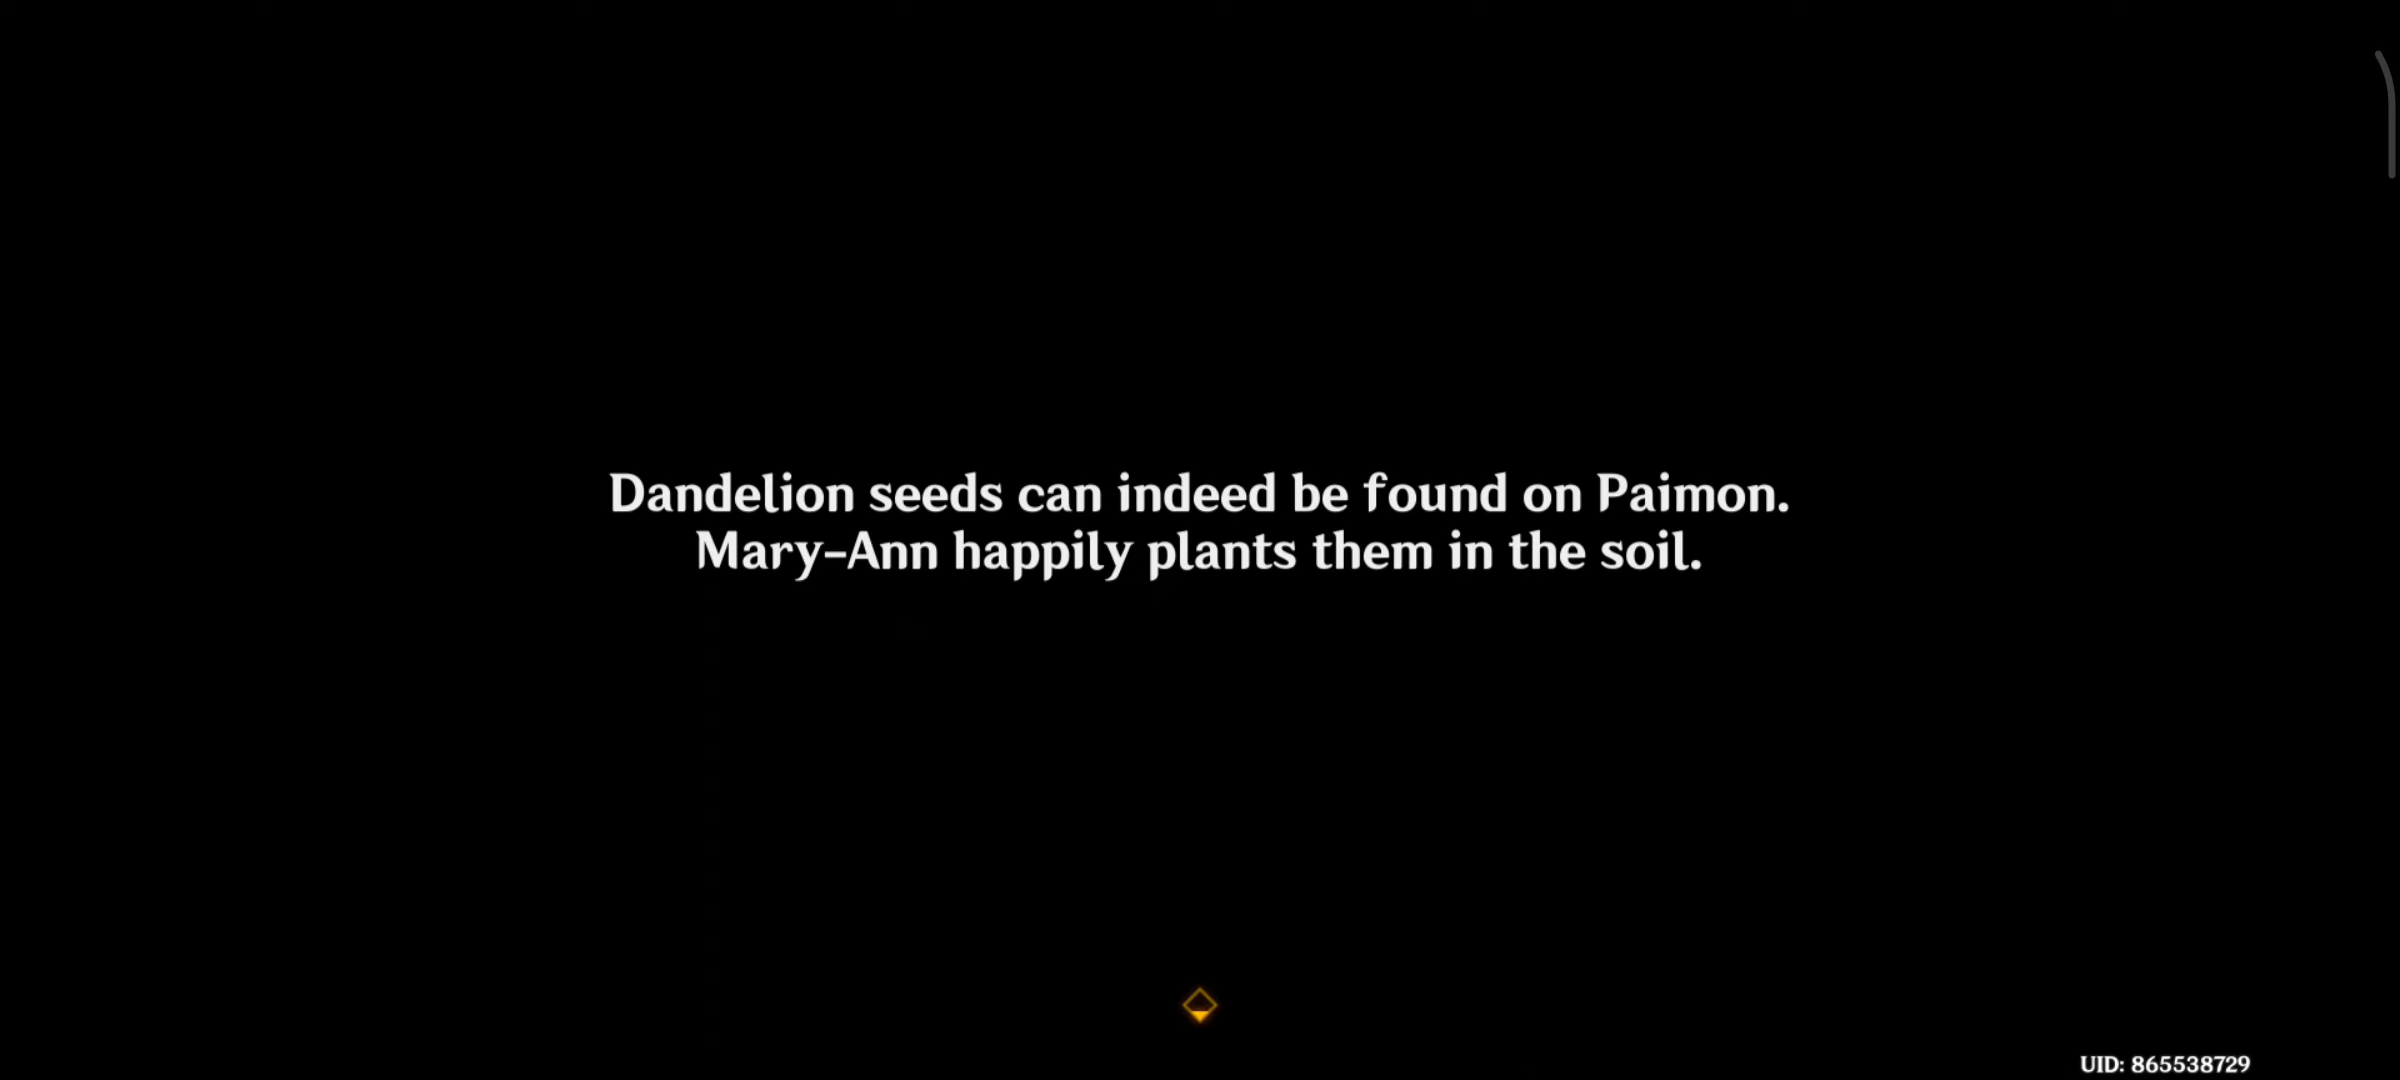 Dandelion seeds can indeed be found on Paimon.
Mary-Ann happily plants them in the soil.
UID: 865538729